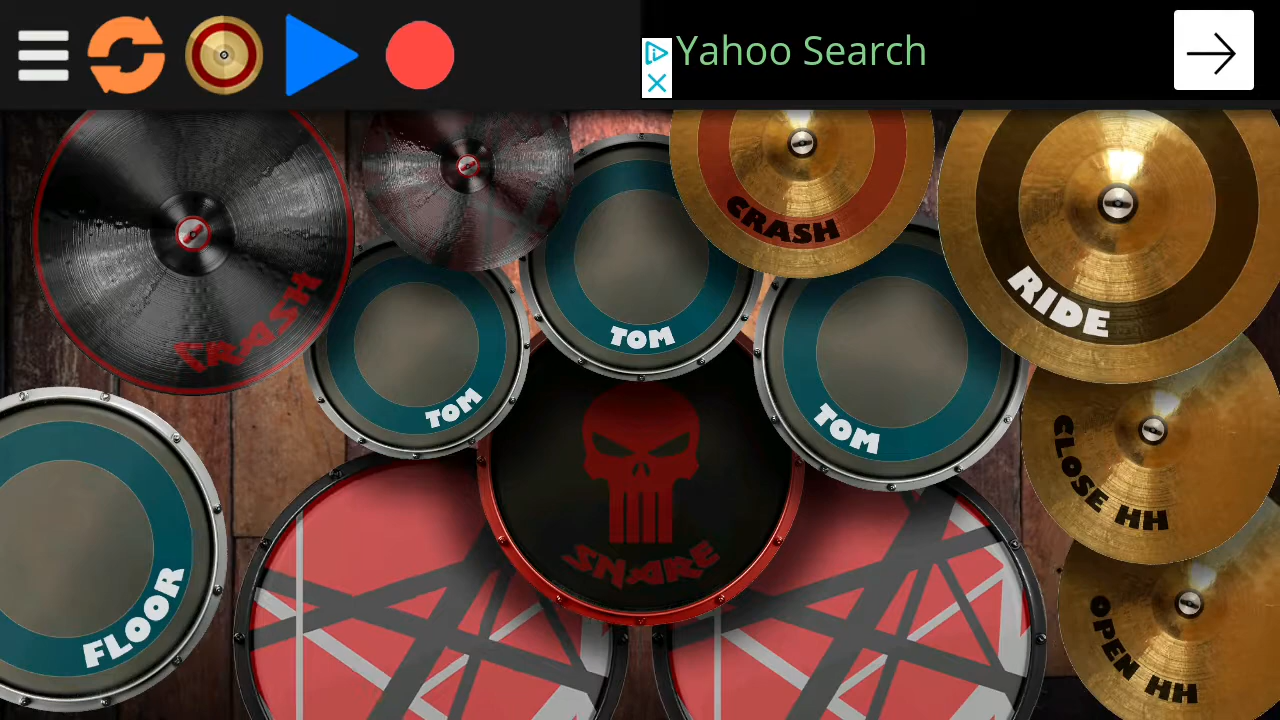 Yahoo Search
CRASH
CRASH
RIDE
TOM
TOM
TOM
CLOSE HH
SNARE
FLOOR
OPEN HH